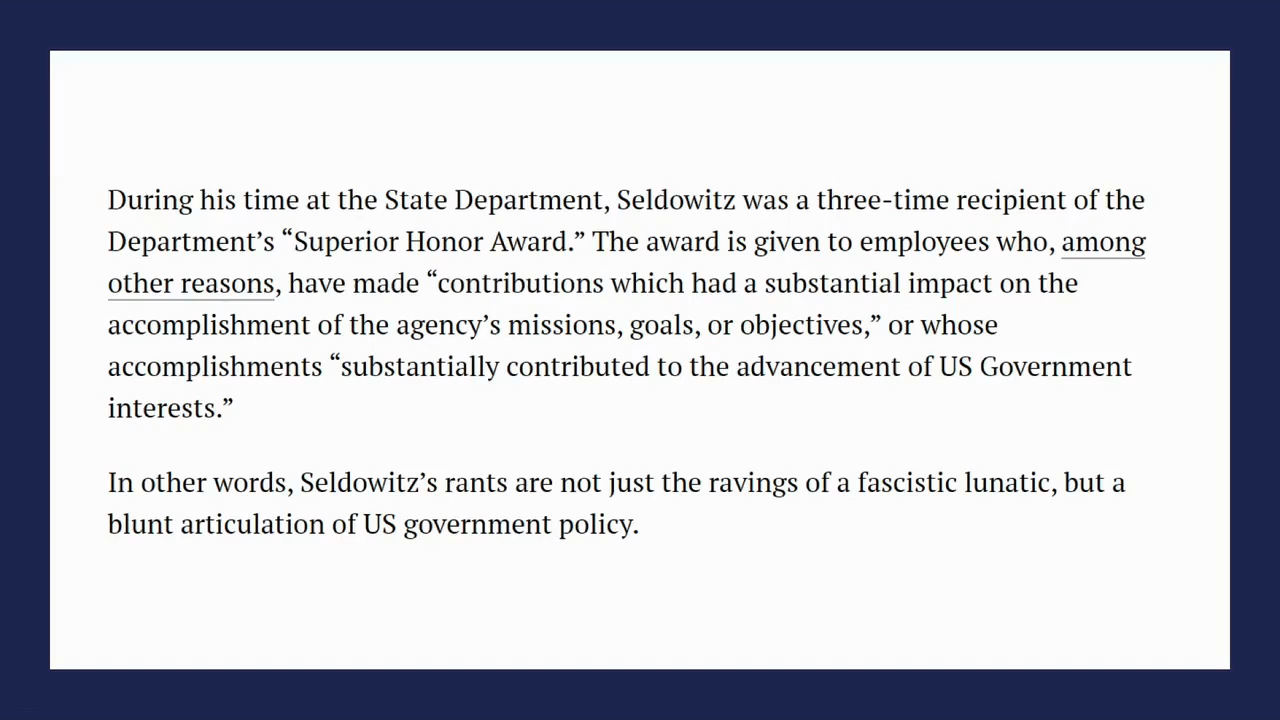 During his time at the State Department, Seldowitz was a three-time recipient of the
Department’s “Superior Honor Award.” The award is given to employees who, among
other reasons, have made “contributions which had a substantial impact on the
accomplishment of the agency’s missions, goals, or objectives,” or whose
accomplishments “substantially contributed to the advancement of US Government
interests.”
In other words, Seldowitz’s rants are not just the ravings of a fascistic lunatic, but a
blunt articulation of US government policy.